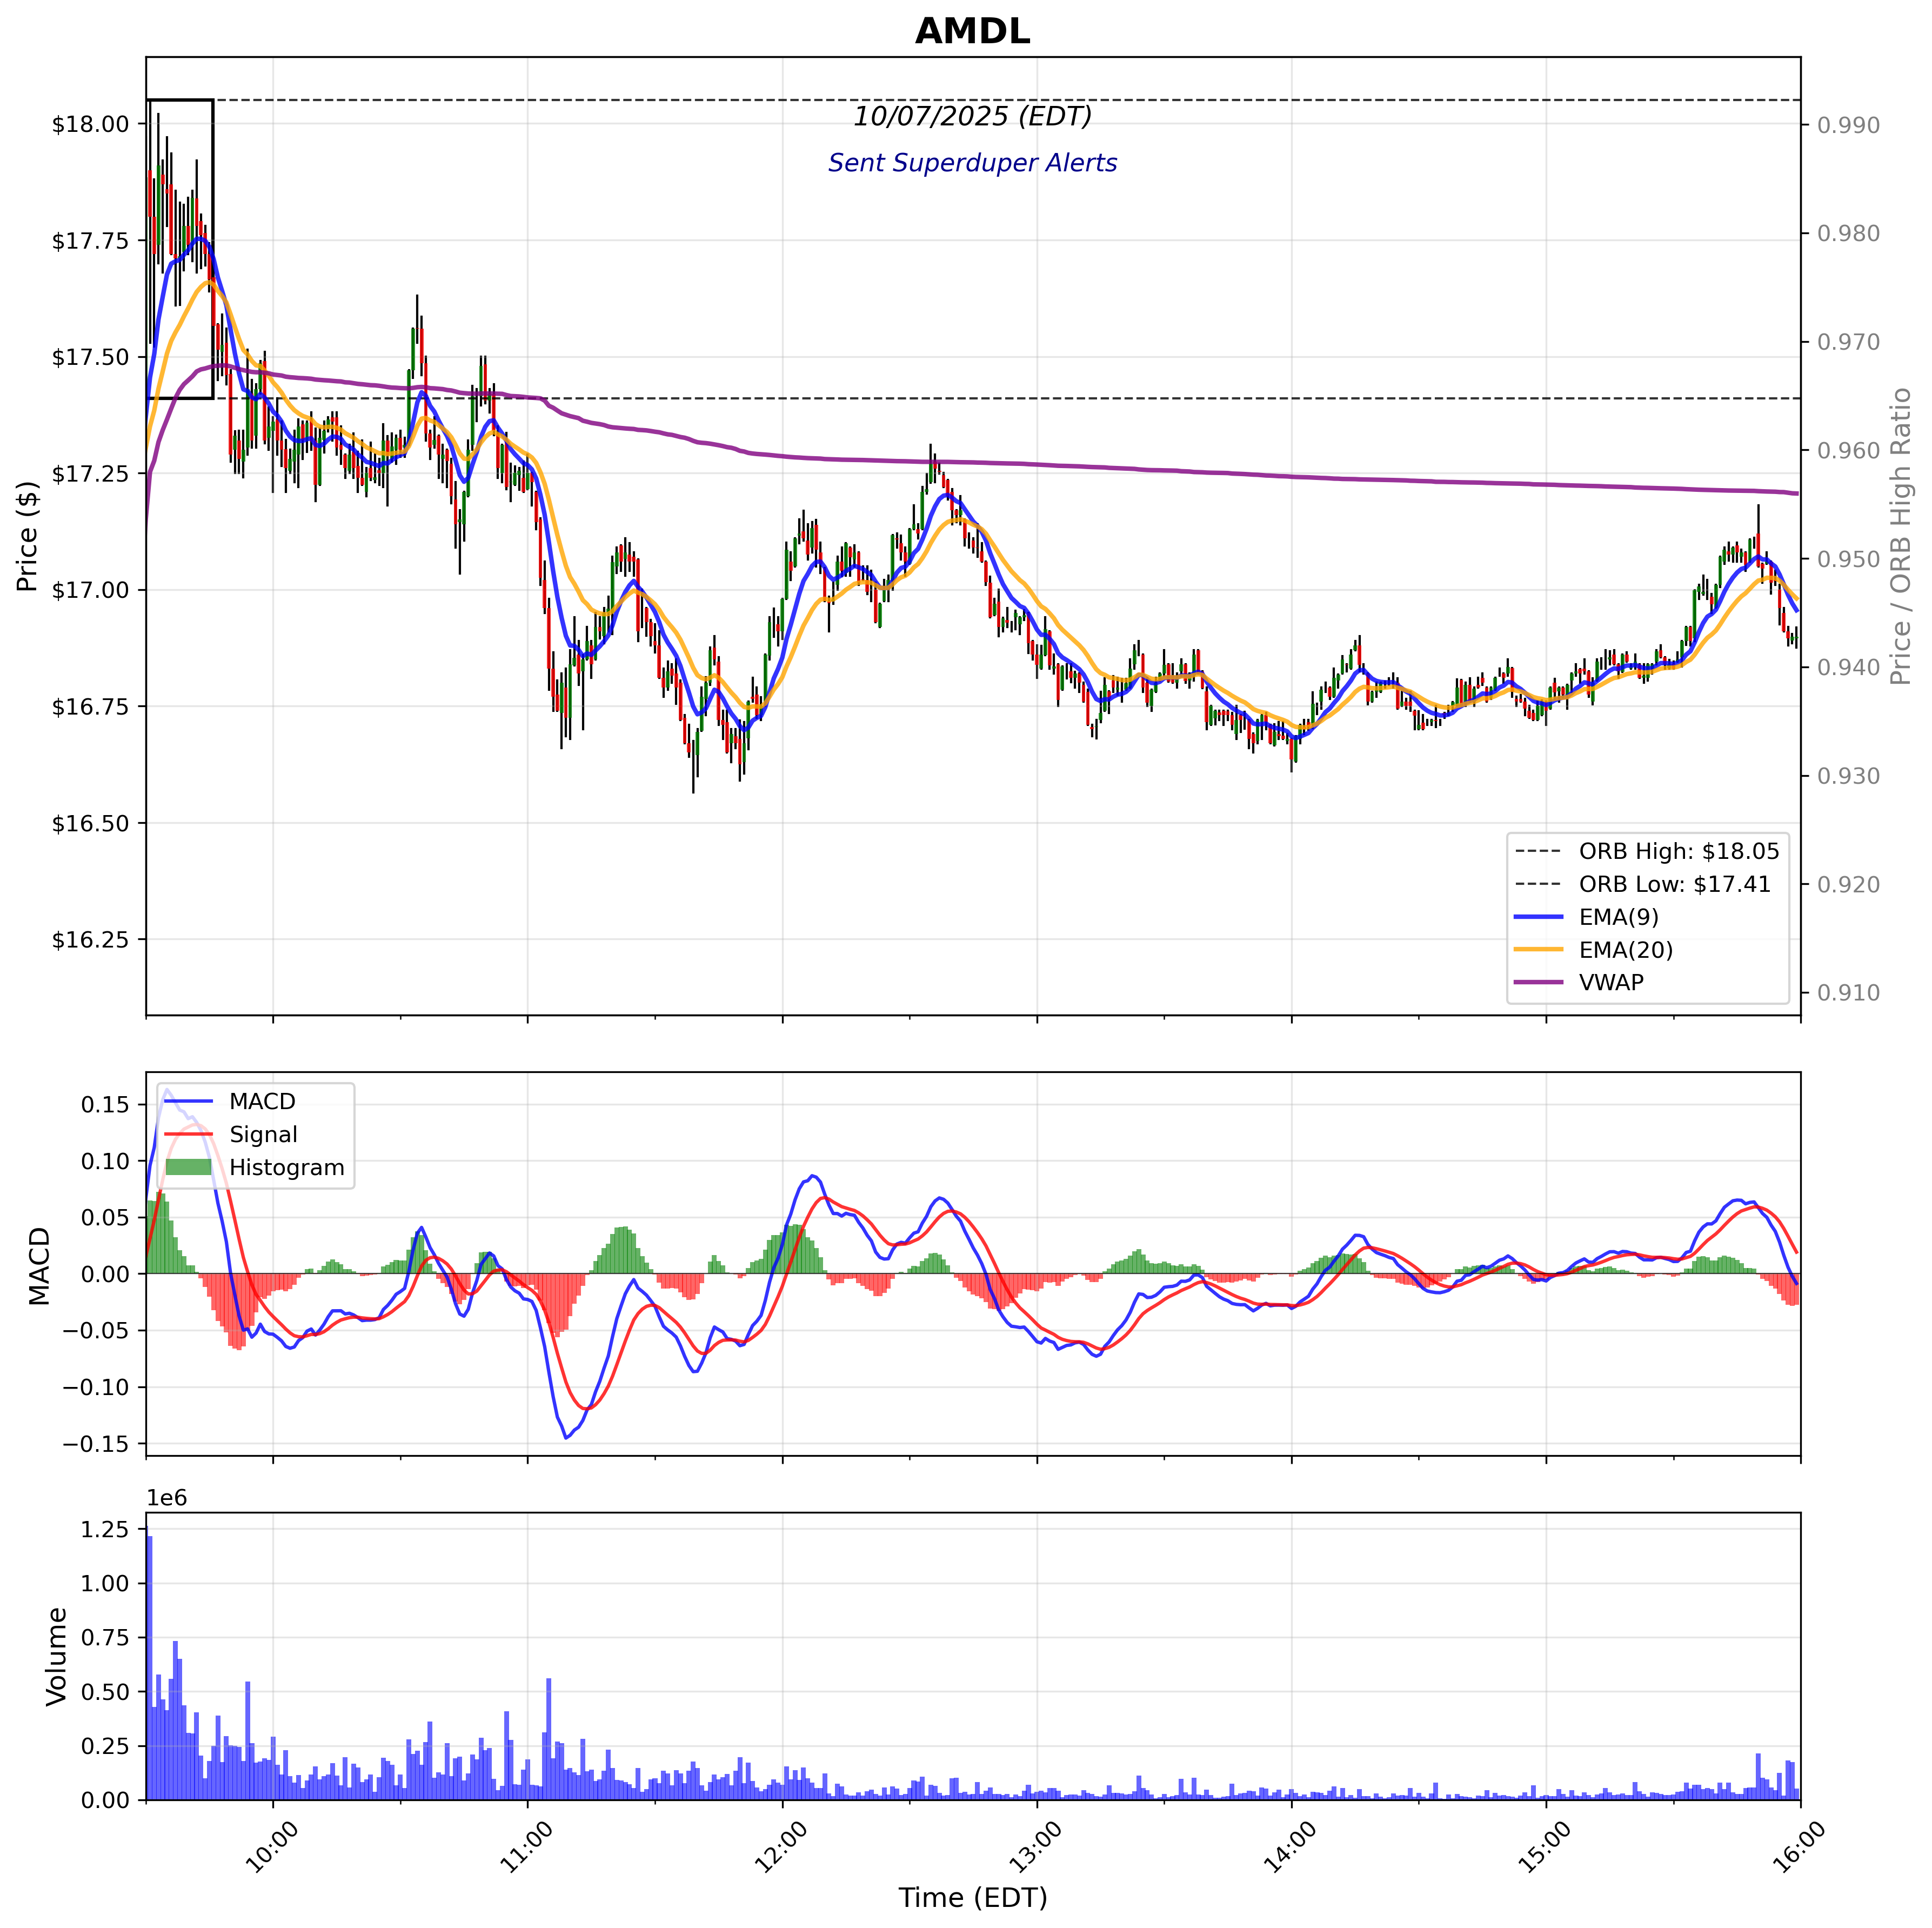 AMDL
10/07/2025 (EDT)
Sent Superduper Alerts
$18.00
$17.75
$17.50
$17.25
$17.00
$16.75
$16.50
$16.25
Price ($)
0.990
0.980
0.970
0.960
0.950
0.940
0.930
0.920
0.910
Price / ORB High Ratio
ORB High: $18.05
ORB Low: $17.41
EMA(9)
EMA(20)
VWAP
0.15
0.10
0.05
0.00
−0.05
−0.10
−0.15
MACD
MACD
Signal
Histogram
1e6
1.25
1.00
0.75
0.50
0.25
0.00
Volume
10:00
11:00
12:00
13:00
14:00
15:00
16:00
Time (EDT)